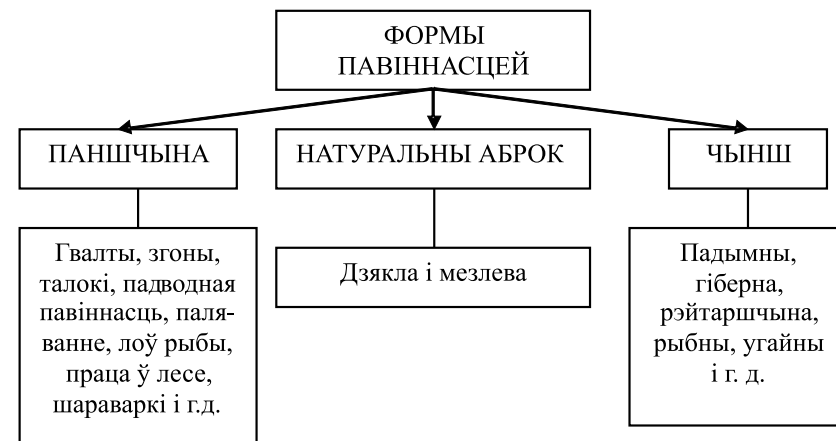 ФОРМЫ
ПАВІННАСЦЕЙ
ПАНШЧЫНА
НАТУРАЛЬНЫ АБРОК
ЧЫНШ
Гвалты, згоны,
талокі, падводная
павіннасць, паля-
ванне, лоў рыбы,
праца ў лесе,
шараваркі і г.д.
Дзякла і мезлева
Падымны,
гіберна,
рэйтаршчына,
рыбны, угайны
і г. д.